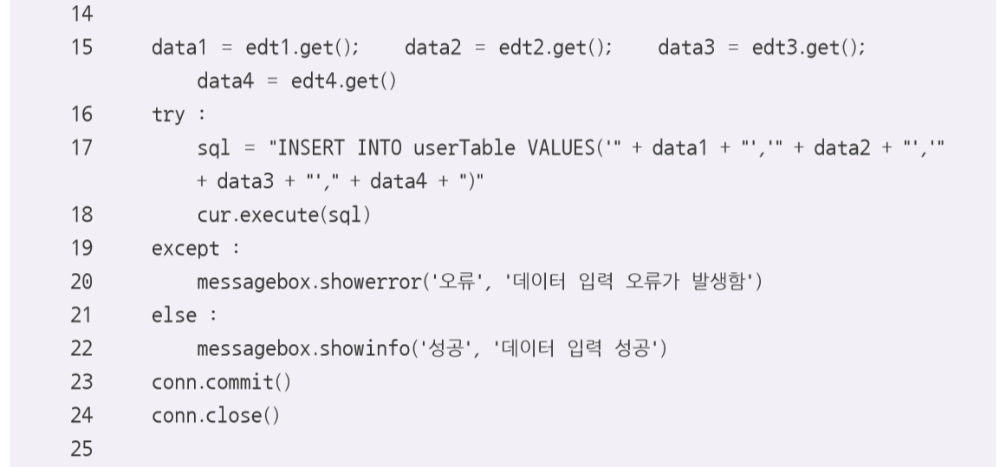 14
15 data1 = edt1.get(); data2 = edt2.get(); data3 = edt3.get();
data4 = edt4.get()
16 try :
17 sql = "INSERT INTO userTable VALUES('" + data1 + "','" + data2 + "','"
+ data3 + "'," + data4 + ")"
18 cur.execute(sql)
19 except :
20 messagebox.showerror('오류', '데이터 입력 오류가 발생함')
21 else :
22 messagebox.showinfo('성공', '데이터 입력 성공')
23 conn.commit()
24 conn.close()
25